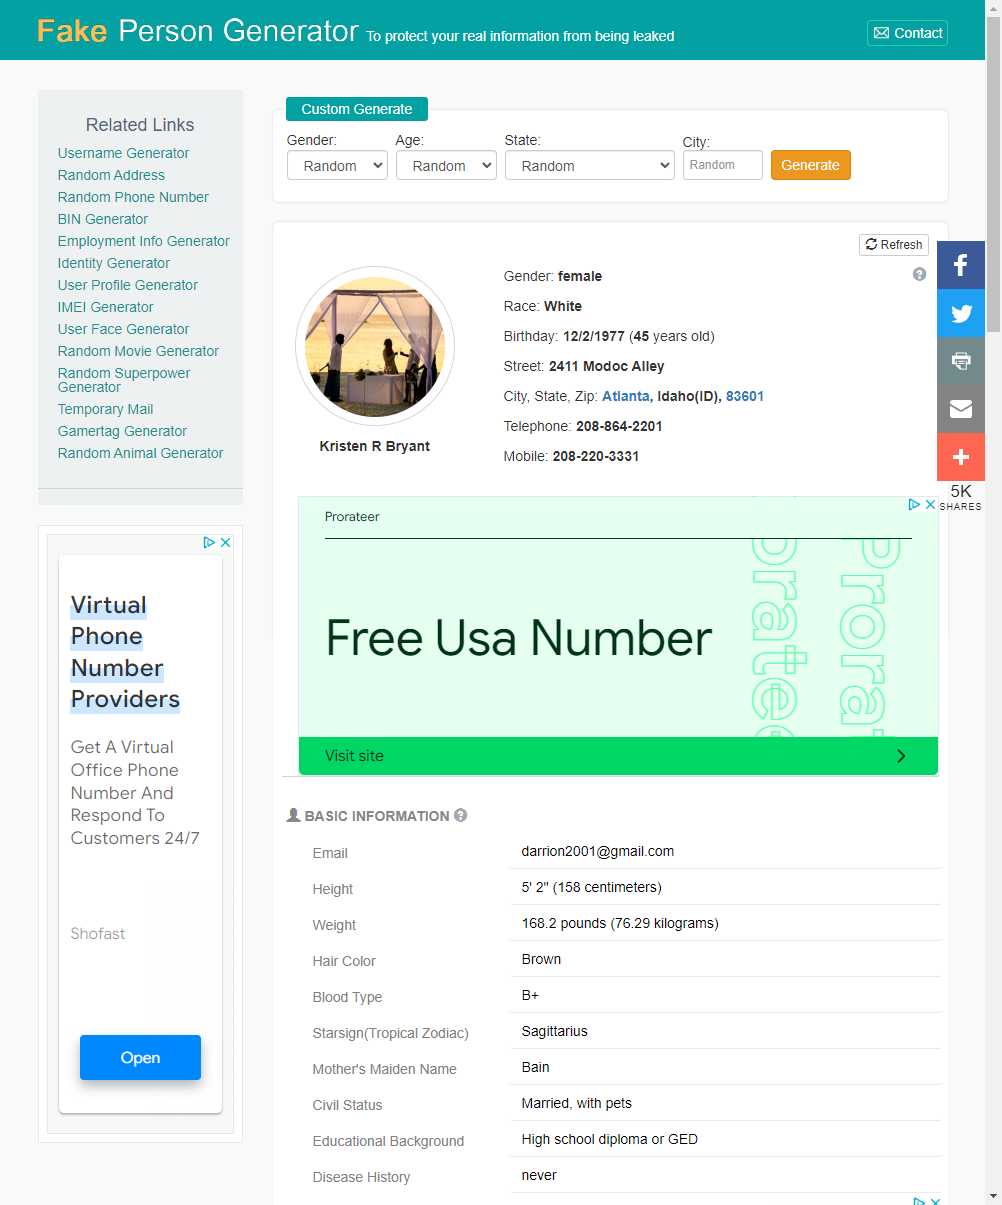 Fake Person Generator To protect your real information from being leaked
Contact
Related Links
Username Generator
Random Address
Random Phone Number
BIN Generator
Employment Info Generator
Identity Generator
User Profile Generator
IMEI Generator
User Face Generator
Random Movie Generator
Random Superpower
Generator
Temporary Mail
Gamertag Generator
Random Animal Generator
Virtual
Phone
Number
Providers
Get A Virtual
Office Phone
Number And
Respond To
Customers 24/7
Shofast
Open
Custom Generate
Gender: Age: State: City:
Random Random Random Random Generate
Refresh
Kristen R Bryant
Gender: female
Race: White
Birthday: 12/2/1977 (45 years old)
Street: 2411 Modoc Alley
City, State, Zip: Atlanta, Idaho(ID), 83601
Telephone: 208-864-2201
Mobile: 208-220-3331
5K
SHARES
Prorateer
Free Usa Number
Prorate
Prora
Visit site
BASIC INFORMATION
Email darrion2001@gmail.com
Height 5' 2" (158 centimeters)
Weight 168.2 pounds (76.29 kilograms)
Hair Color Brown
Blood Type B+
Starsign(Tropical Zodiac) Sagittarius
Mother's Maiden Name Bain
Civil Status Married, with pets
Educational Background High school diploma or GED
Disease History never